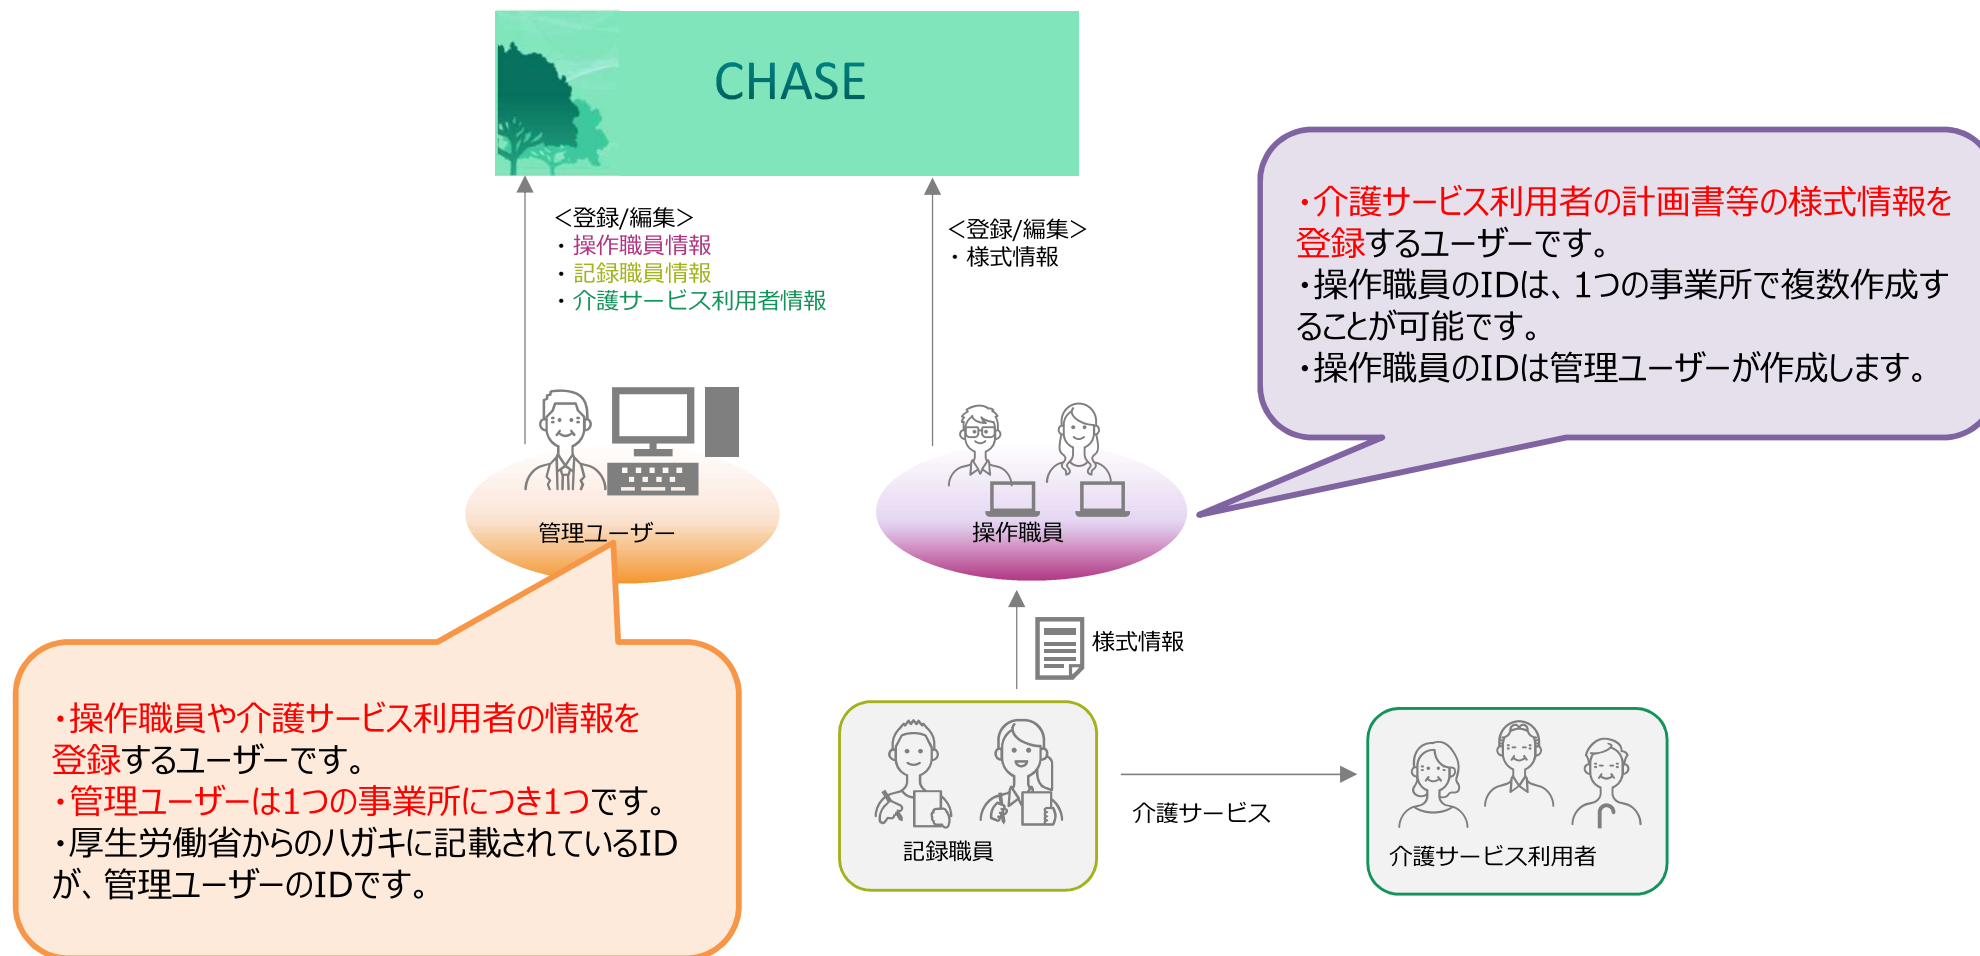 CHASE
<登録/編集>
・操作職員情報
・記録職員情報
・介護サービス利用者情報
<登録/編集>
・様式情報
・介護サービス利用者の計画書等の様式情報を
登録するユーザーです。
・操作職員のIDは、1つの事業所で複数作成す
ることが可能です。
・操作職員のIDは管理ユーザーが作成します。
管理ユーザー
操作職員
様式情報
・操作職員や介護サービス利用者の情報を
登録するユーザーです。
・管理ユーザーは1つの事業所につき1つです。
・厚生労働省からのハガキに記載されているID
が、管理ユーザーのIDです。
記録職員
介護サービス
介護サービス利用者